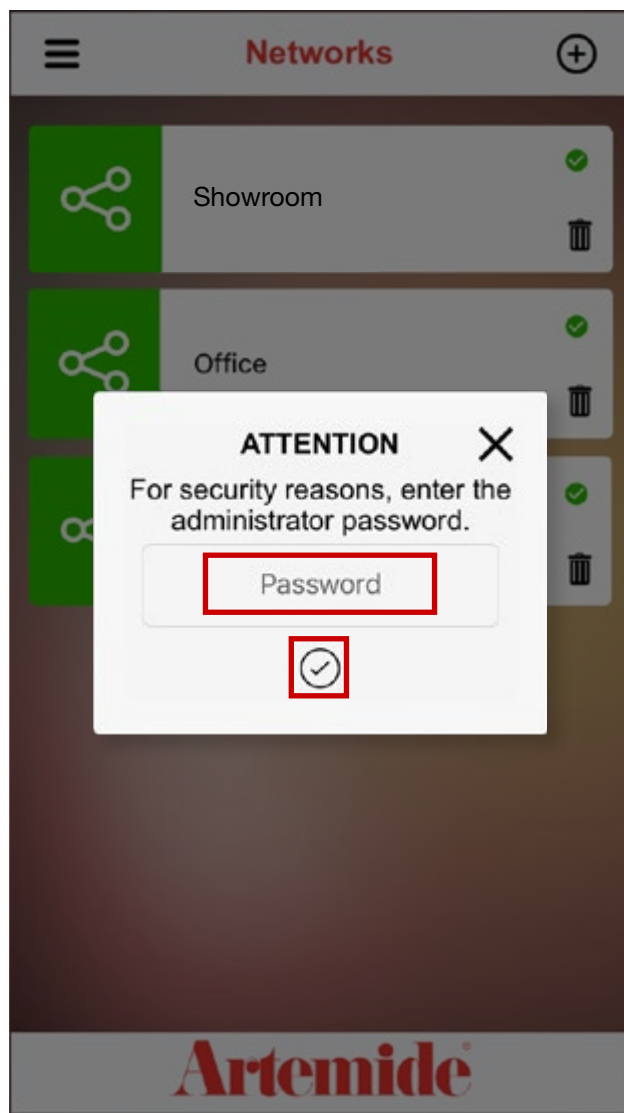 Networks
Showroom
Office
ATTENTION
For security reasons, enter the
administrator password.
Password
Artemide